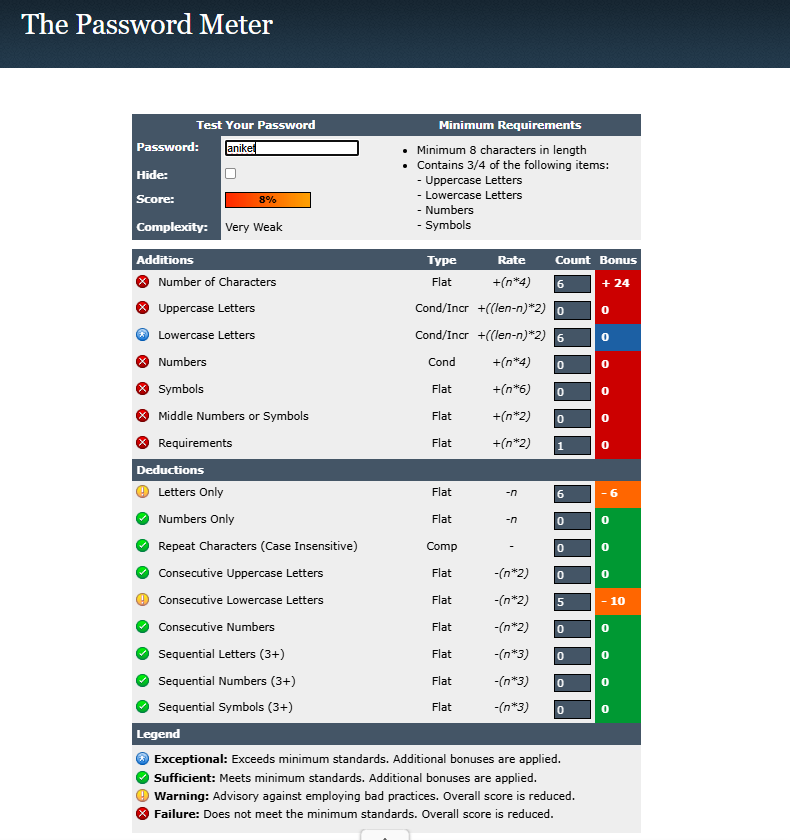 The Password Meter
Test Your Password Minimum Requirements
Password: aniket
Hide:
Score: 8%
Complexity: Very Weak
• Minimum 8 characters in length
• Contains 3/4 of the following items:
- Uppercase Letters
- Lowercase Letters
- Numbers
- Symbols
Additions Type Rate Count Bonus
Number of Characters Flat +(n*4) 6 + 24
Uppercase Letters Cond/Incr +((len-n)*2) 0 0
Lowercase Letters Cond/Incr +((len-n)*2) 6 0
Numbers Cond +(n*4) 0 0
Symbols Flat +(n*6) 0 0
Middle Numbers or Symbols Flat +(n*2) 0 0
Requirements Flat +(n*2) 1 0
Deductions
Letters Only Flat -n 6 - 6
Numbers Only Flat -n 0 0
Repeat Characters (Case Insensitive) Comp - 0 0
Consecutive Uppercase Letters Flat -(n*2) 0 0
Consecutive Lowercase Letters Flat -(n*2) 5 - 10
Consecutive Numbers Flat -(n*2) 0 0
Sequential Letters (3+) Flat -(n*3) 0 0
Sequential Numbers (3+) Flat -(n*3) 0 0
Sequential Symbols (3+) Flat -(n*3) 0 0
Legend
Exceptional: Exceeds minimum standards. Additional bonuses are applied.
Sufficient: Meets minimum standards. Additional bonuses are applied.
Warning: Advisory against employing bad practices. Overall score is reduced.
Failure: Does not meet the minimum standards. Overall score is reduced.